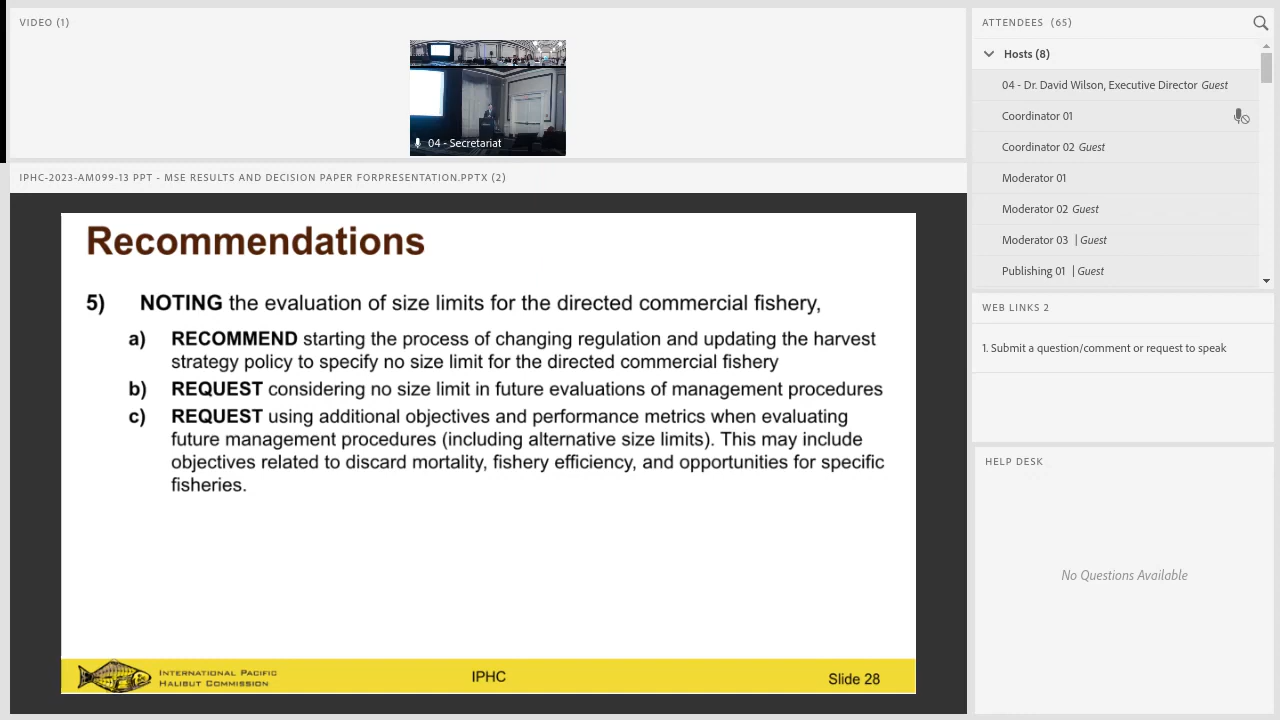 VIDEO (1)
04 - Secretariat
IPHC-2023-AM099-13 PPT - MSE RESULTS AND DECISION PAPER FORPRESENTATION.PPTX (2)
Recommendations
5) NOTING the evaluation of size limits for the directed commercial fishery,
a) RECOMMEND starting the process of changing regulation and updating the harvest
strategy policy to specify no size limit for the directed commercial fishery
b) REQUEST considering no size limit in future evaluations of management procedures
c) REQUEST using additional objectives and performance metrics when evaluating
future management procedures (including alternative size limits). This may include
objectives related to discard mortality, fishery efficiency, and opportunities for specific
fisheries.
INTERNATIONAL PACIFIC
HALIBUT COMMISSION
IPHC
Slide 28
ATTENDEES (65)
Hosts (8)
04 - Dr. David Wilson, Executive Director Guest
Coordinator 01
Coordinator 02 Guest
Moderator 01
Moderator 02 Guest
Moderator 03 | Guest
Publishing 01 | Guest
WEB LINKS 2
1. Submit a question/comment or request to speak
HELP DESK
No Questions Available